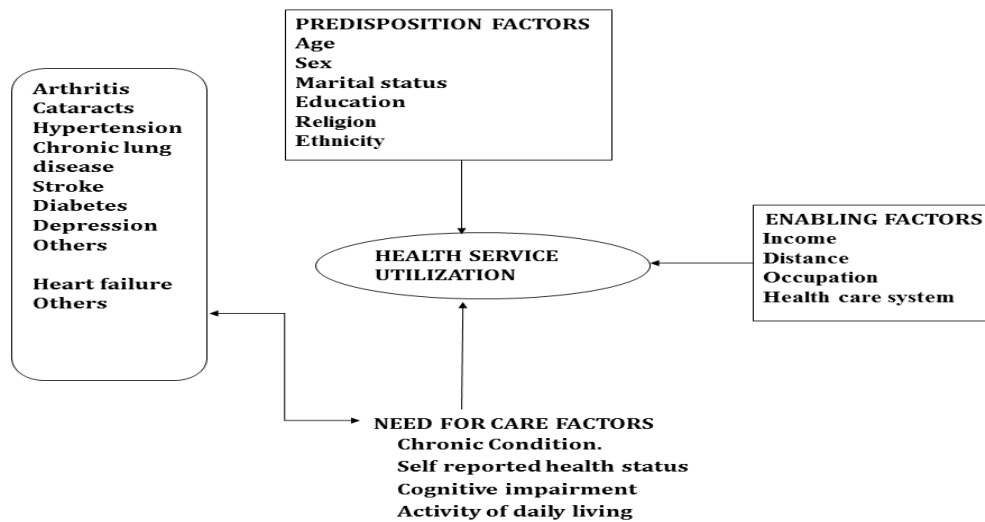 PREDISPOSITION FACTORS
Age
Sex
Marital status
Education
Religion
Ethnicity
Arthritis
Cataracts
Hypertension
Chronic lung
disease
Stroke
Diabetes
Depression
Others
Heart failure
Others
ENABLING FACTORS
Income
Distance
Occupation
Health care system
HEALTH SERVICE
UTILIZATION
NEED FOR CARE FACTORS
Chronic Condition.
Self reported health status
Cognitive impairment
Activity of daily living